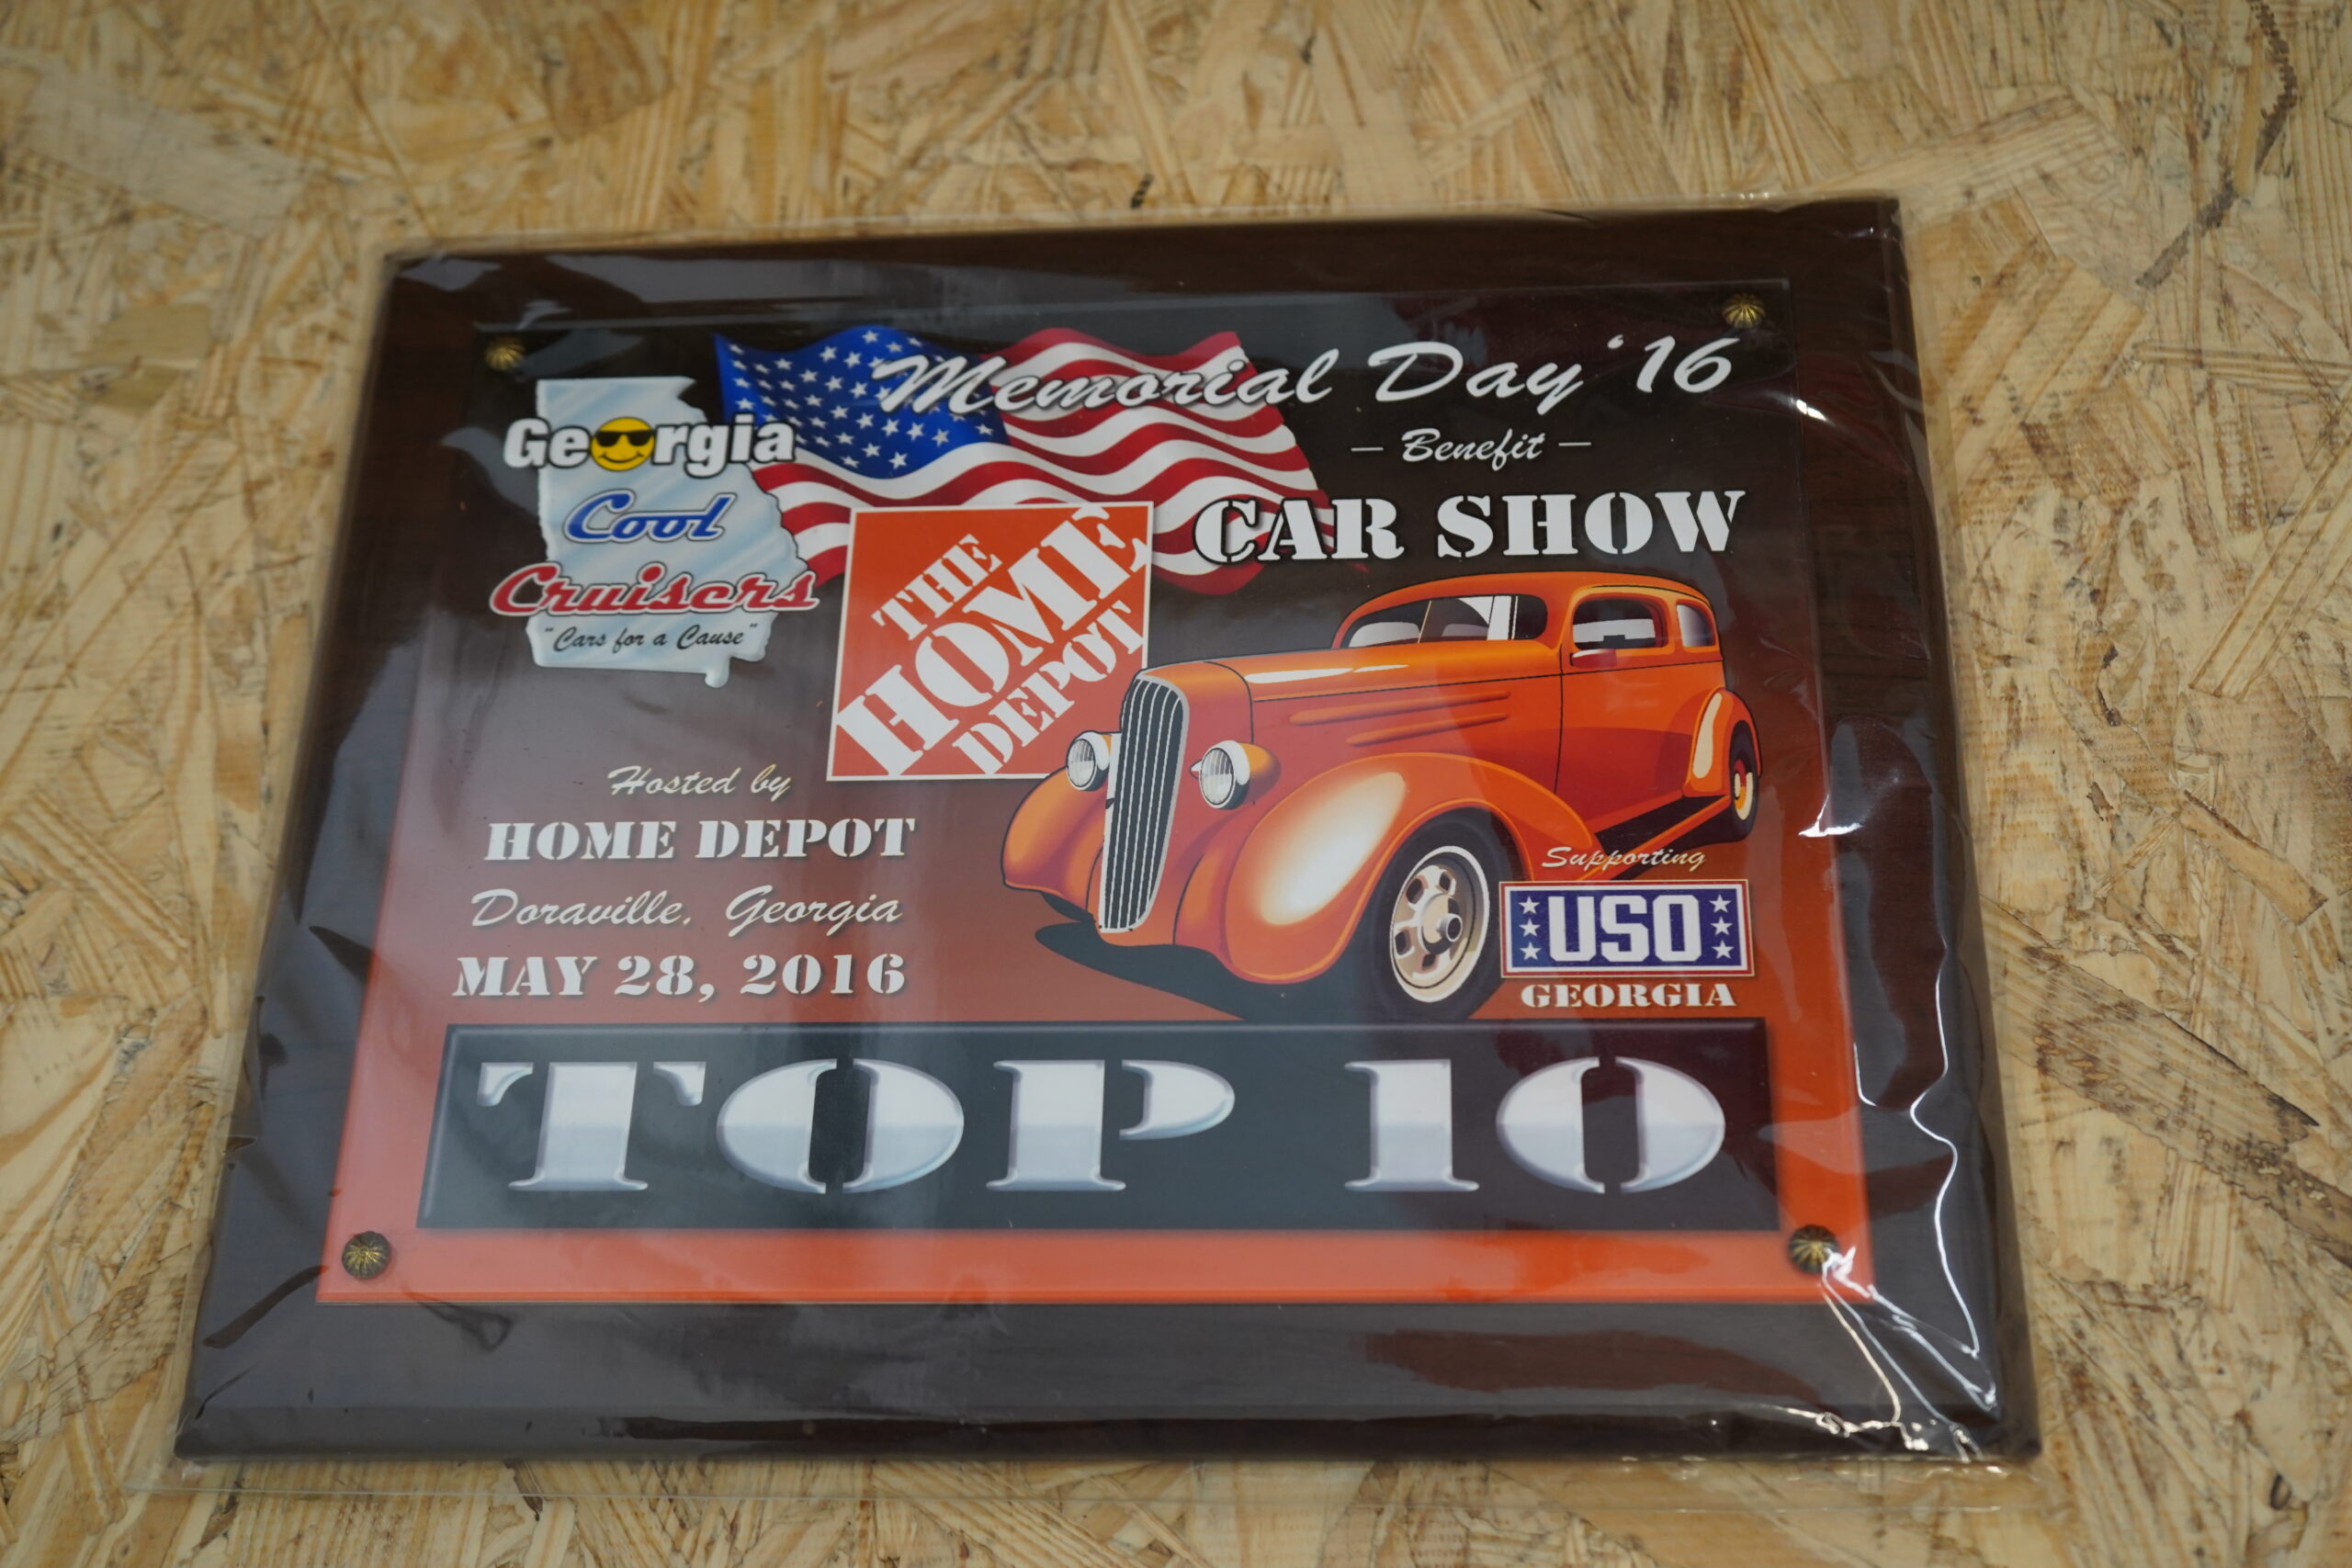 Georgia
Cool
Cruisers
"Cars for a Cause"
Memorial Day '16
- Benefit -
CAR SHOW
THE
HOME
DEPOT
Hosted by
HOME DEPOT
Doraville, Georgia
MAY 28, 2016
Supporting
USO
GEORGIA
TOP 10